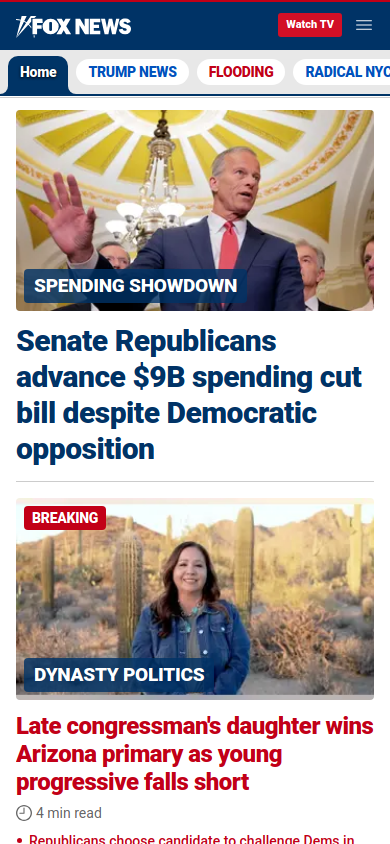 FOX NEWS
Watch TV
Home
TRUMP NEWS
FLOODING
RADICAL NYC
SPENDING SHOWDOWN
Senate Republicans
advance $9B spending cut
bill despite Democratic
opposition
BREAKING
DYNASTY POLITICS
Late congressman's daughter wins
Arizona primary as young
progressive falls short
4 min read
Republicans choose candidate to challenge Dems in